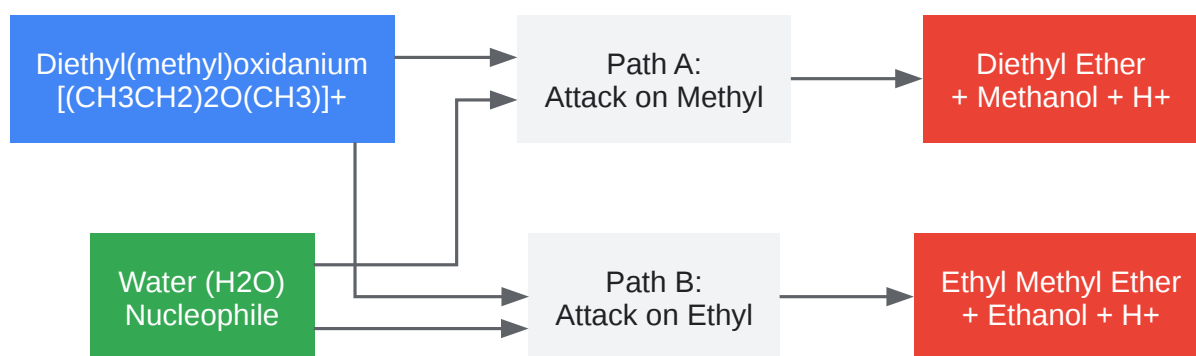 Diethyl(methyl)oxidanium
[(CH3CH2)2O(CH3)]+
Path A:
Attack on Methyl
Diethyl Ether
+ Methanol + H+
Water (H2O)
Nucleophile
Path B:
Attack on Ethyl
Ethyl Methyl Ether
+ Ethanol + H+